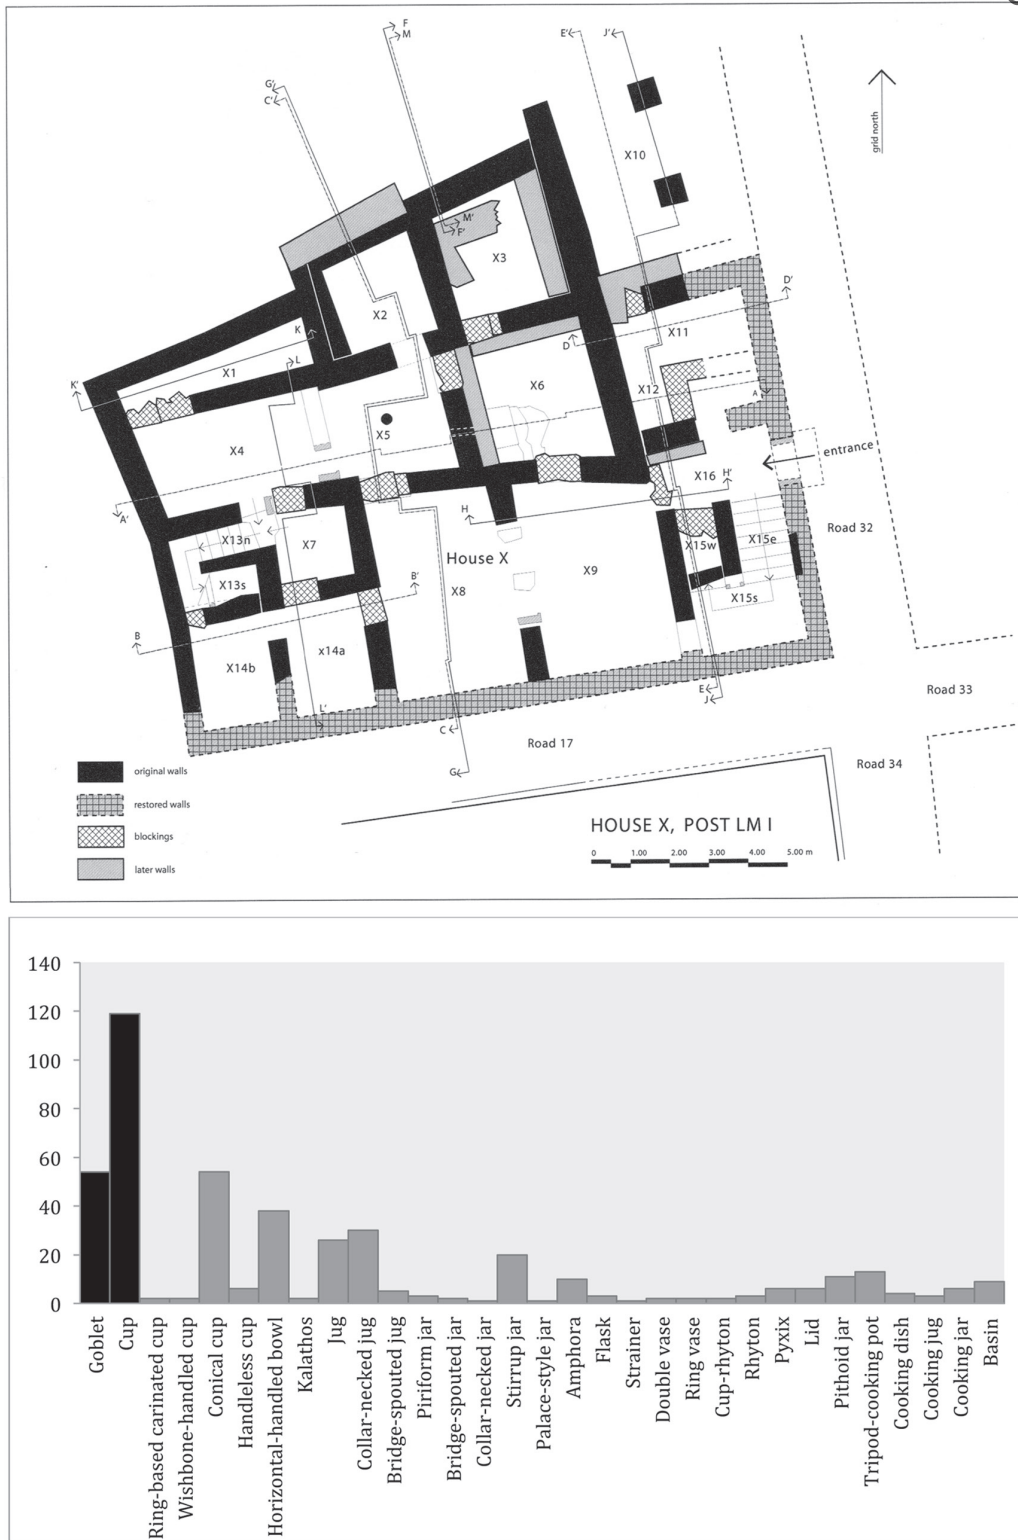 F
M
E'
J'
G'
C'
grid north
X10
M'
F'
X3
D'
X2
K
X11
D
L
X1
K'
X6
X12
A
X5
X4
entrance
H'
X16
A'
H
Road 32
X13n
X7
X15w
X15e
House X
X9
B'
X13s
X8
X15s
B
x14a
X14b
E
J
Road 33
L'
C
Road 17
G
Road 34
original walls
restored walls
blockings
later walls
HOUSE X, POST LM I
0 1.00 2.00 3.00 4.00 5.00 m
140
120
100
80
60
40
20
0
Goblet
Cup
Ring-based carinated cup
Wishbone-handled cup
Conical cup
Handleless cup
Horizontal-handled bowl
Kalathos
Jug
Collar-necked jug
Bridge-spouted jug
Piriform jar
Bridge-spouted jar
Collar-necked jar
Stirrup jar
Palace-style jar
Amphora
Flask
Strainer
Double vase
Ring vase
Cup-rhyton
Rhyton
Pyxix
Lid
Pithoid jar
Tripod-cooking pot
Cooking dish
Cooking jug
Cooking jar
Basin